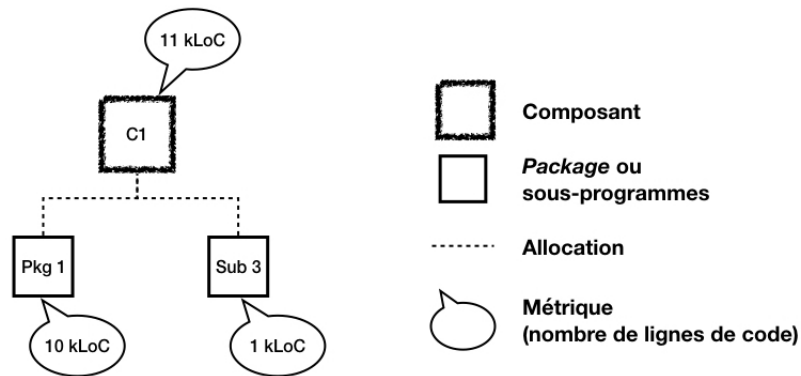 11 kLoC
C1
Pkg 1
Sub 3
10 kLoC
1 kLoC
Composant
Package ou
sous-programmes
Allocation
Métrique
(nombre de lignes de code)